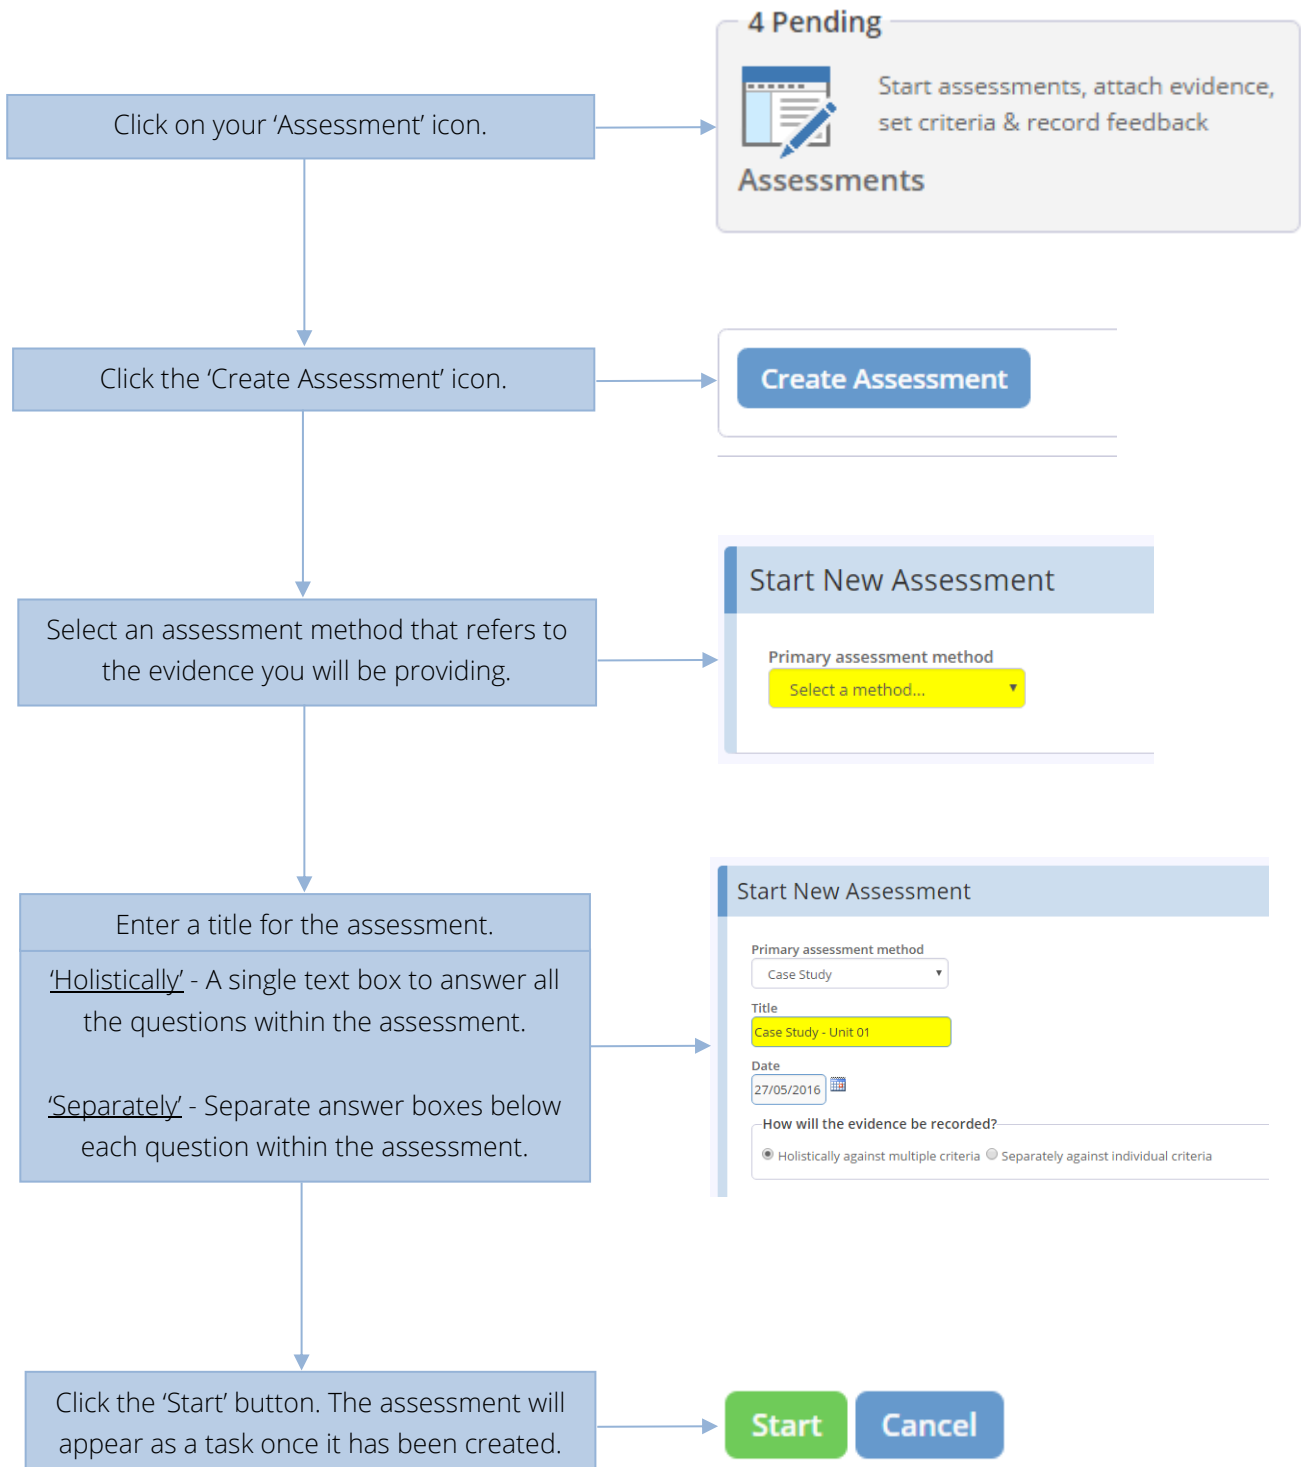 4 Pending
Click on your ‘Assessment’ icon.
Start assessments, attach evidence,
set criteria & record feedback
Assessments
Click the ‘Create Assessment’ icon.
Create Assessment
Select an assessment method that refers to
the evidence you will be providing.
Start New Assessment
Primary assessment method
Select a method...
Enter a title for the assessment.
‘Holistically’ - A single text box to answer all
the questions within the assessment.
‘Separately’ - Separate answer boxes below
each question within the assessment.
Start New Assessment
Primary assessment method
Case Study
Title
Case Study - Unit 01
Date
27/05/2016
How will the evidence be recorded?
Holistically against multiple criteria Separately against individual criteria
Click the ‘Start’ button. The assessment will
appear as a task once it has been created.
Start Cancel